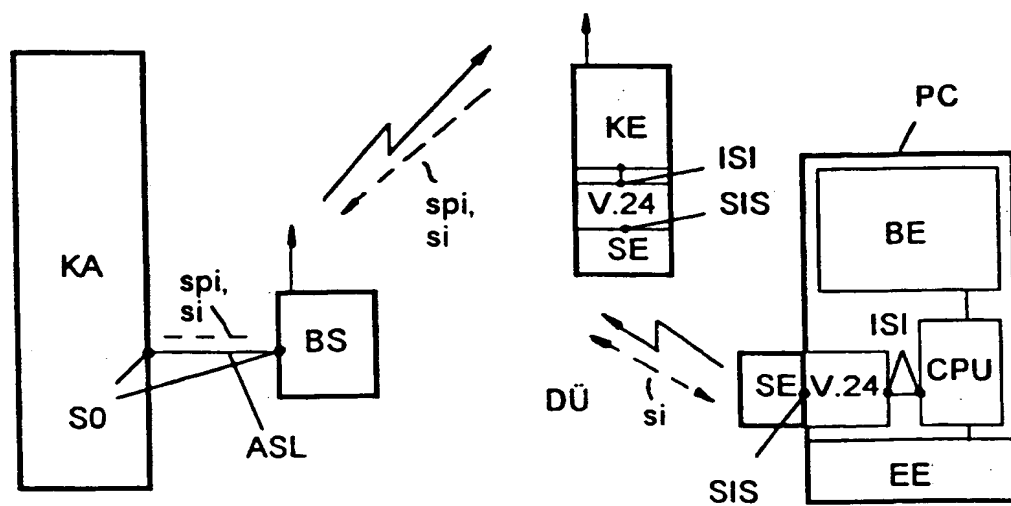 KA
spi,
si
S0
ASL
BS
spi,
si
KE
ISI
V.24
SIS
SE
DÜ
si
PC
BE
ISI
CPU
SE
V.24
SIS
EE